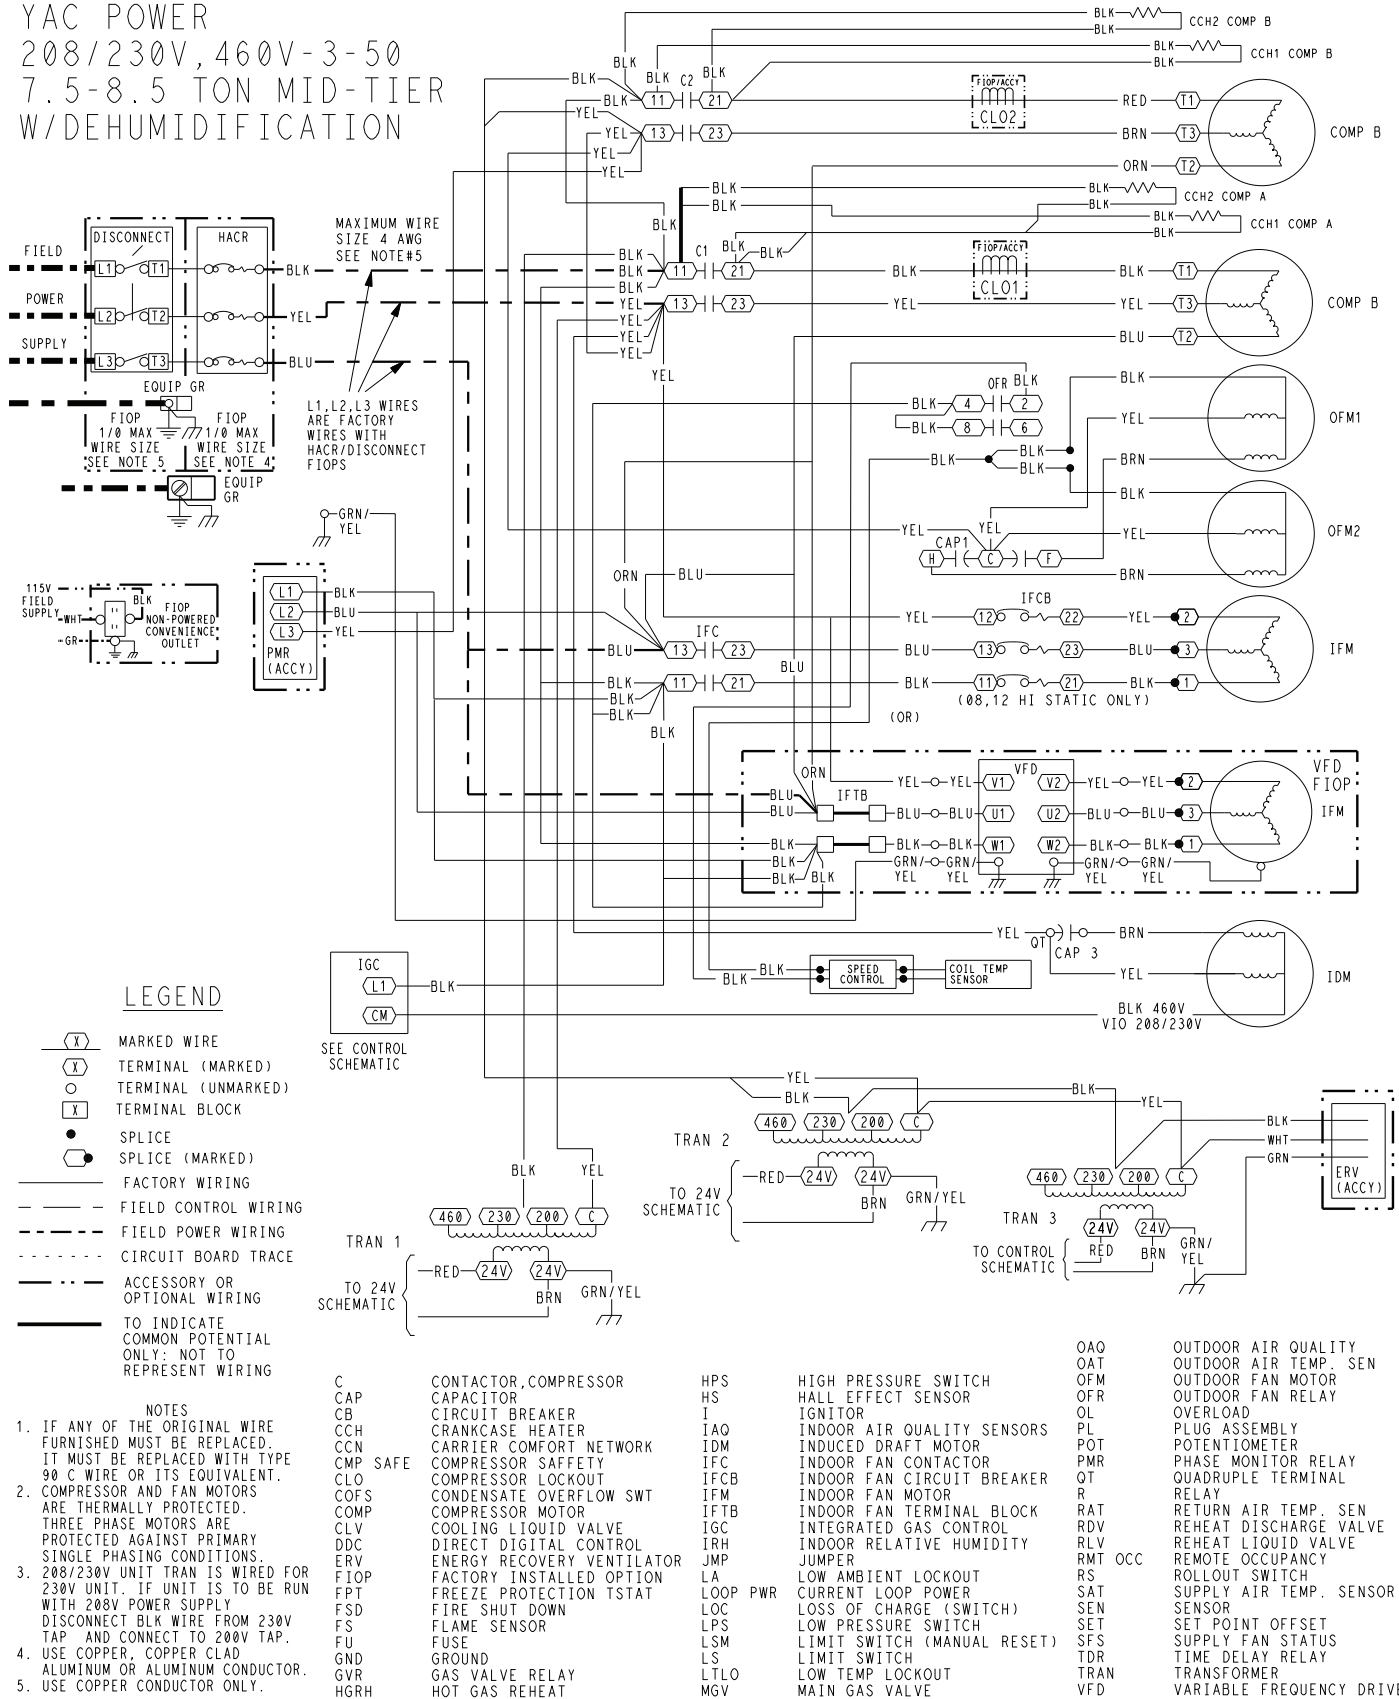 YAC POWER
208/230V,460V-3-50
7.5-8.5 TON MID-TIER
W/DEHUMIDIFICATION
BLK
CCH2 COMP B
BLK
BLK
CCH1 COMP B
BLK
BLK BLK C2 BLK
BLK 11 21
FIOP/ACCY
CLO2
RED T1
YEL
YEL 13 23
BRN T3
COMP B
YEL
YEL
ORN T2
BLK
BLK
BLK
CCH2 COMP A
BLK
BLK
BLK
CCH1 COMP A
BLK
BLK
BLK
MAXIMUM WIRE
SIZE 4 AWG
SEE NOTE#5
DISCONNECT HACR
FIELD
L1 T1 BLK
POWER
L2 T2 YEL
SUPPLY
L3 T3 BLU
EQUIP GR
FIOP FIOP
1/0 MAX 1/0 MAX
WIRE SIZE WIRE SIZE
SEE NOTE 5 SEE NOTE 4
EQUIP
GR
L1,L2,L3 WIRES
ARE FACTORY
WIRES WITH
HACR/DISCONNECT
FIOPS
BLK
BLK
BLK
C1
11 21
BLK
FIOP/ACCY
CLO1
BLK T1
YEL
YEL
YEL
YEL
13 23
YEL
YEL T3
COMP B
BLU T2
YEL
OFR BLK
BLK 4 2
BLK 8 6
BLK
BLK
BLK
BLK
YEL
OFM1
BRN
BLK
YEL
YEL
YEL
OFM2
CAP1
H C F
BRN
GRN/
YEL
ORN
BLU
115V
FIELD
SUPPLY
WHT
GR
BLK
FIOP
NON-POWERED
CONVENIENCE
OUTLET
L1 BLK
L2 BLU
L3 YEL
PMR
(ACCY)
IFCB
YEL 12 22 YEL 2
IFC
BLU 13 23 BLU 13 23 BLU 3
IFM
BLK 11 21 BLK 11 21 BLK 1
BLK
BLK
BLU
BLK
(08,12 HI STATIC ONLY)
(OR)
VFD
FIOP
ORN
VFD
YEL YEL V1 V2 YEL YEL 2
BLU IFTB
BLU BLU BLU U1 U2 BLU BLU 3
IFM
BLK BLK BLK W1 W2 BLK BLK 1
BLK
BLK BLK
GRN/ GRN/
YEL YEL
GRN/ GRN/
YEL YEL
YEL QT BRN
CAP 3
YEL
IDM
BLK
BLK
SPEED
CONTROL
COIL TEMP
SENSOR
IGC
L1 BLK
CM
BLK 460V
VIO 208/230V
SEE CONTROL
SCHEMATIC
LEGEND
X MARKED WIRE
X TERMINAL (MARKED)
TERMINAL (UNMARKED)
X TERMINAL BLOCK
SPLICE
SPLICE (MARKED)
FACTORY WIRING
FIELD CONTROL WIRING
FIELD POWER WIRING
CIRCUIT BOARD TRACE
ACCESSORY OR
OPTIONAL WIRING
TO INDICATE
COMMON POTENTIAL
ONLY: NOT TO
REPRESENT WIRING
YEL
BLK
BLK
YEL
460 230 200 C
TRAN 2
RED 24V 24V
TO 24V
SCHEMATIC
BRN
GRN/YEL
BLK
WHT
GRN
ERV
(ACCY)
460 230 200 C
TRAN 3
24V 24V
TO CONTROL
SCHEMATIC
RED BRN
GRN/
YEL
BLK YEL
460 230 200 C
TRAN 1
RED 24V 24V
TO 24V
SCHEMATIC
BRN
GRN/YEL
NOTES
1. IF ANY OF THE ORIGINAL WIRE
FURNISHED MUST BE REPLACED.
IT MUST BE REPLACED WITH TYPE
90 C WIRE OR ITS EQUIVALENT.
2. COMPRESSOR AND FAN MOTORS
ARE THERMALLY PROTECTED.
THREE PHASE MOTORS ARE
PROTECTED AGAINST PRIMARY
SINGLE PHASING CONDITIONS.
3. 208/230V UNIT TRAN IS WIRED FOR
230V UNIT. IF UNIT IS TO BE RUN
WITH 208V POWER SUPPLY
DISCONNECT BLK WIRE FROM 230V
TAP AND CONNECT TO 200V TAP.
4. USE COPPER, COPPER CLAD
ALUMINUM OR ALUMINUM CONDUCTOR.
5. USE COPPER CONDUCTOR ONLY.
C CONTACTOR,COMPRESSOR
CAP CAPACITOR
CB CIRCUIT BREAKER
CCH CRANKCASE HEATER
CCN CARRIER COMFORT NETWORK
CMP SAFE COMPRESSOR SAFFETY
CLO COMPRESSOR LOCKOUT
COFS CONDENSATE OVERFLOW SWT
COMP COMPRESSOR MOTOR
CLV COOLING LIQUID VALVE
DDC DIRECT DIGITAL CONTROL
ERV ENERGY RECOVERY VENTILATOR
FIOP FACTORY INSTALLED OPTION
FPT FREEZE PROTECTION TSTAT
FSD FIRE SHUT DOWN
FS FLAME SENSOR
FU FUSE
GND GROUND
GVR GAS VALVE RELAY
HGRH HOT GAS REHEAT
HPS HIGH PRESSURE SWITCH
HS HALL EFFECT SENSOR
I IGNITOR
IAQ INDOOR AIR QUALITY SENSORS
IDM INDUCED DRAFT MOTOR
IFC INDOOR FAN CONTACTOR
IFCB INDOOR FAN CIRCUIT BREAKER
IFM INDOOR FAN MOTOR
IFTB INDOOR FAN TERMINAL BLOCK
IGC INTEGRATED GAS CONTROL
IRH INDOOR RELATIVE HUMIDITY
JMP JUMPER
LA LOW AMBIENT LOCKOUT
LOOP PWR CURRENT LOOP POWER
LOC LOSS OF CHARGE (SWITCH)
LPS LOW PRESSURE SWITCH
LSM LIMIT SWITCH (MANUAL RESET)
LS LIMIT SWITCH
LTLO LOW TEMP LOCKOUT
MGV MAIN GAS VALVE
OAQ OUTDOOR AIR QUALITY
OAT OUTDOOR AIR TEMP. SEN
OFM OUTDOOR FAN MOTOR
OFR OUTDOOR FAN RELAY
OL OVERLOAD
PL PLUG ASSEMBLY
POT POTENTIOMETER
PMR PHASE MONITOR RELAY
QT QUADRUPLE TERMINAL
R RELAY
RAT RETURN AIR TEMP. SEN
RDV REHEAT DISCHARGE VALVE
RLV REHEAT LIQUID VALVE
RMT OCC REMOTE OCCUPANCY
RS ROLLOUT SWITCH
SAT SUPPLY AIR TEMP. SENSOR
SEN SENSOR
SET SET POINT OFFSET
SFS SUPPLY FAN STATUS
TDR TIME DELAY RELAY
TRAN TRANSFORMER
VFD VARIABLE FREQUENCY DRIVE